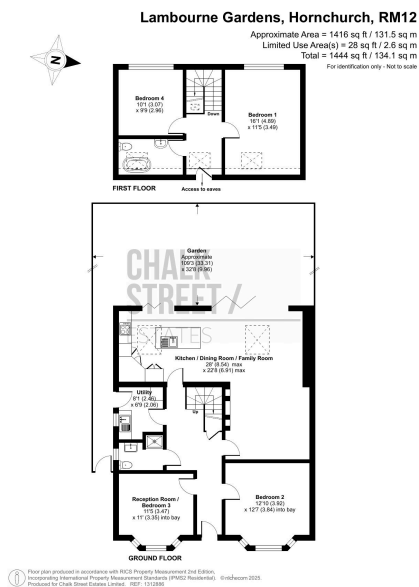 Lambourne Gardens, Hornchurch, RM12
Approximate Area = 1416 sq ft / 131.5 sq m
Limited Use Area(s) = 28 sq ft / 2.6 sq m
Total = 1444 sq ft / 134.1 sq m
For identification only - Not to scale
N
Bedroom 4
10'1 (3.07)
x 9'9 (2.96)
Down
Bedroom 1
16'1 (4.89)
x 11'5 (3.49)
FIRST FLOOR
Access to eaves
Garden
Approximate
109'3 (33.31)
x 32'8 (9.96)
CHALK
STREET /
ESTATES
Kitchen / Dining Room / Family Room
28' (8.54) max
x 22'8 (6.91) max
Utility
8'1 (2.46)
x 6'9 (2.06)
Up
Reception Room /
Bedroom 3
11'5 (3.47)
x 11' (3.35) into bay
Bedroom 2
12'10 (3.92)
x 12'7 (3.84) into bay
GROUND FLOOR
Floor plan produced in accordance with RICS Property Measurement 2nd Edition,
Incorporating International Property Measurement Standards (IPMS2 Residential). ©nichecom 2025.
Produced for Chalk Street Estates Limited. REF: 1312886